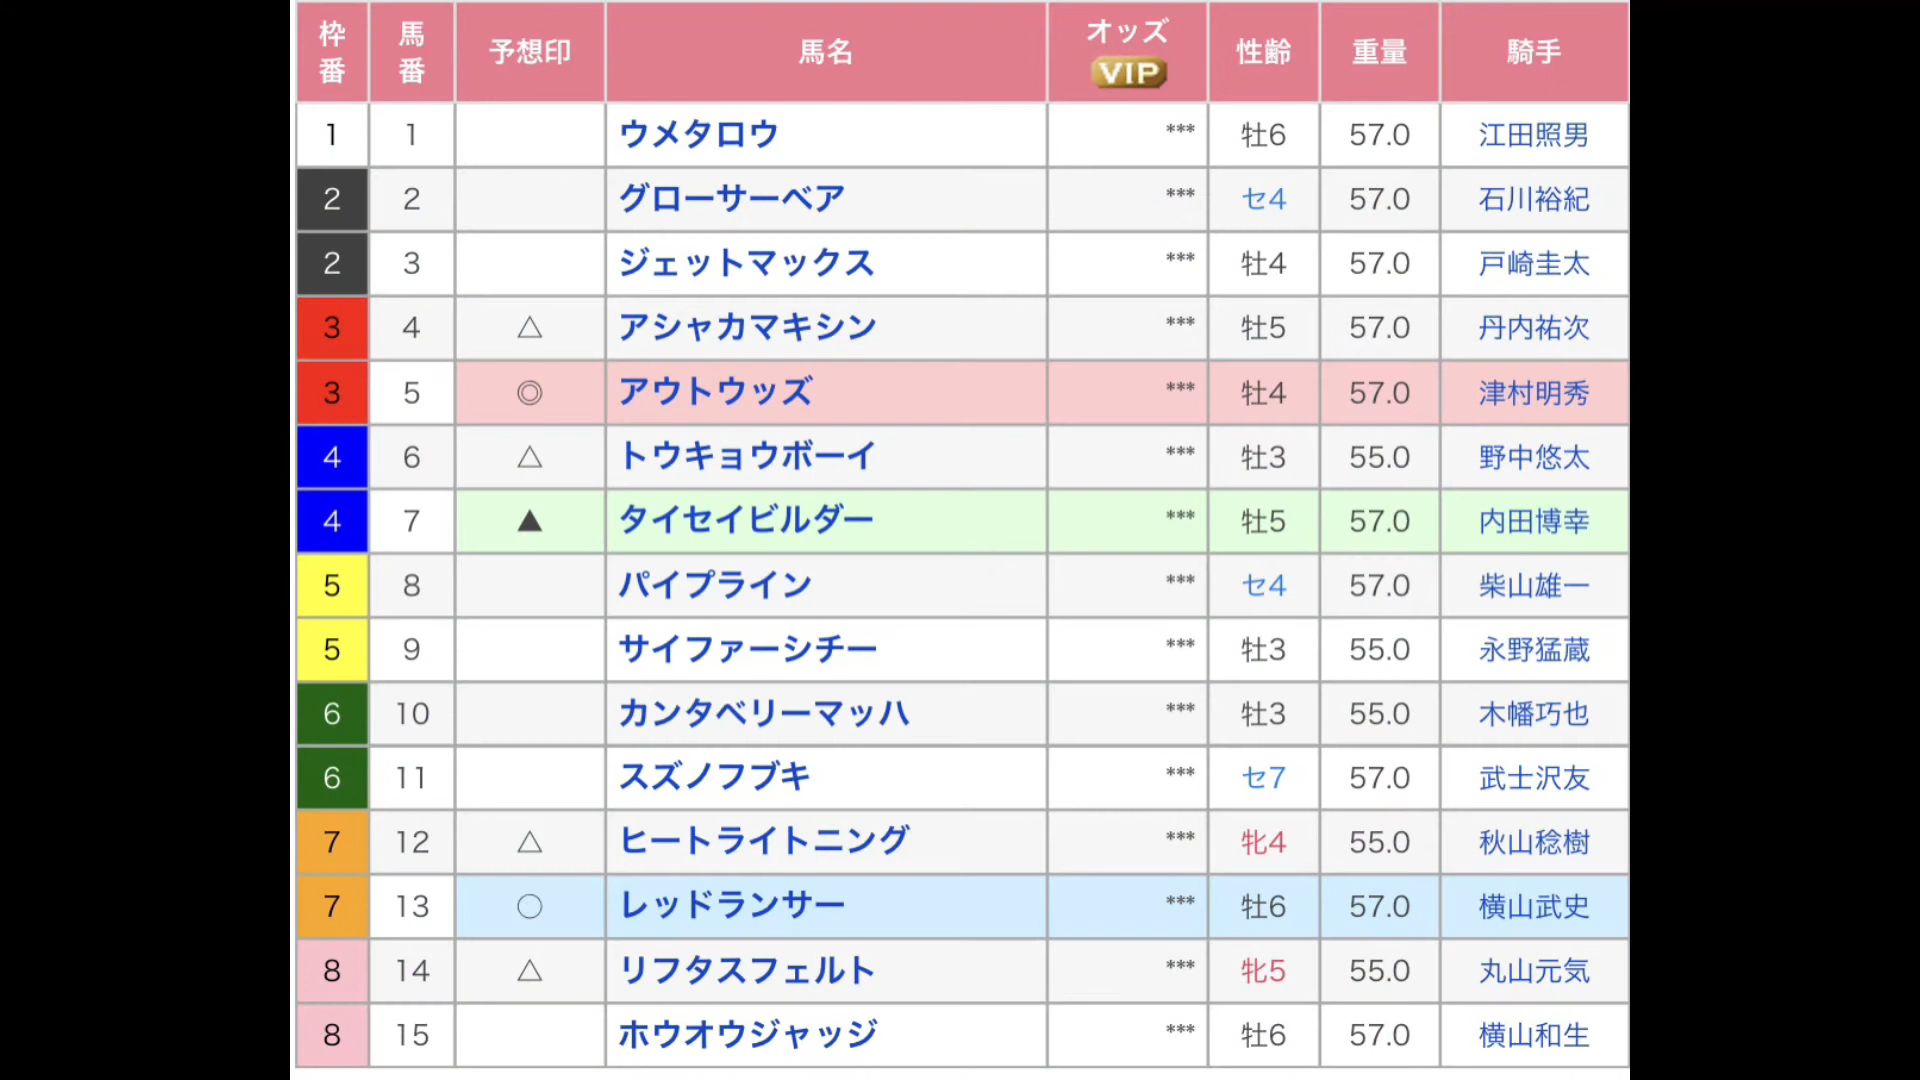 枠番 馬番 予想印 馬名 オッズ VIP 性齢 重量 騎手
1 1 ウメタロウ *** 牡6 57.0 江田照男
2 2 グローサーベア *** セ4 57.0 石川裕紀
2 3 ジェットマックス *** 牡4 57.0 戸崎圭太
3 4 △ アシャカマキシン *** 牡5 57.0 丹内祐次
3 5 ◎ アウトウッズ *** 牡4 57.0 津村明秀
4 6 △ トウキョウボーイ *** 牡3 55.0 野中悠太
4 7 ▲ タイセイビルダー *** 牡5 57.0 内田博幸
5 8 パイプライン *** セ4 57.0 柴山雄一
5 9 サイファーシチー *** 牡3 55.0 永野猛蔵
6 10 カンタベリーマッハ *** 牡3 55.0 木幡巧也
6 11 スズノフブキ *** セ7 57.0 武士沢友
7 12 △ ヒートライトニング *** 牝4 55.0 秋山稔樹
7 13 ○ レッドランサー *** 牡6 57.0 横山武史
8 14 △ リフタスフェルト *** 牝5 55.0 丸山元気
8 15 ホウオウジャッジ *** 牡6 57.0 横山和生